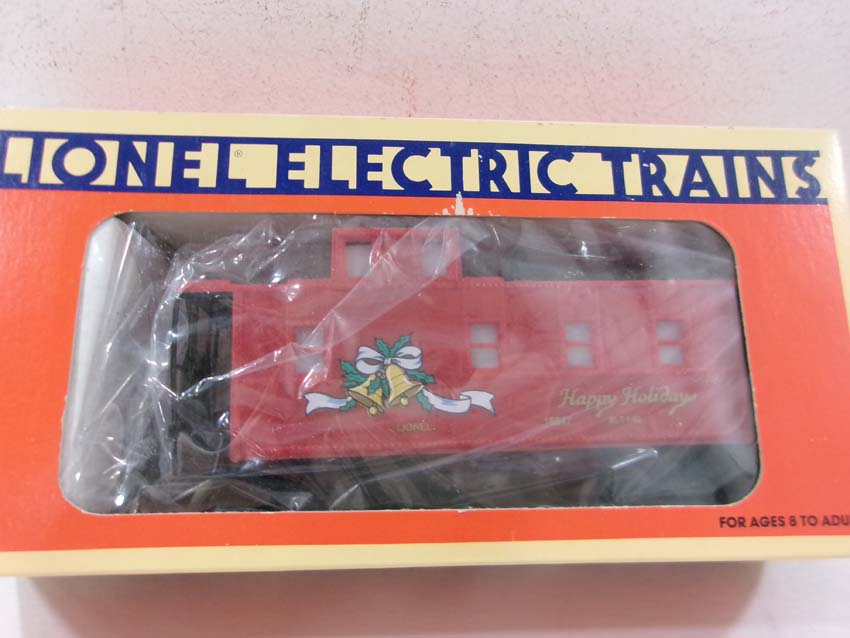 LIONEL® ELECTRIC TRAINS
Happy Holidays
LIONEL
FOR AGES 8 TO ADU